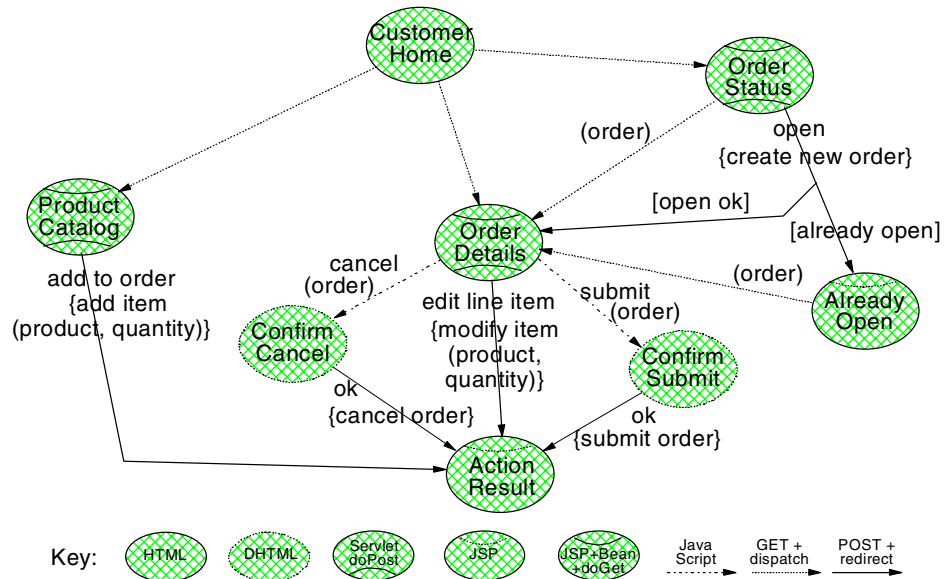 Customer
Home
Order
Status
(order)
open
{create new order}
Product
Catalog
[open ok]
Order
Details
[already open]
add to order
{add item
(product, quantity)}
cancel
(order)
edit line item
{modify item
(product,
quantity)}
submit
(order)
(order)
Already
Open
Confirm
Cancel
Confirm
Submit
ok
{cancel order}
ok
{submit order}
Action
Result
Key:
HTML
DHTML
Servlet
doPost
JSP
JSP+Bean
+doGet
Java
Script
GET +
dispatch
POST +
redirect